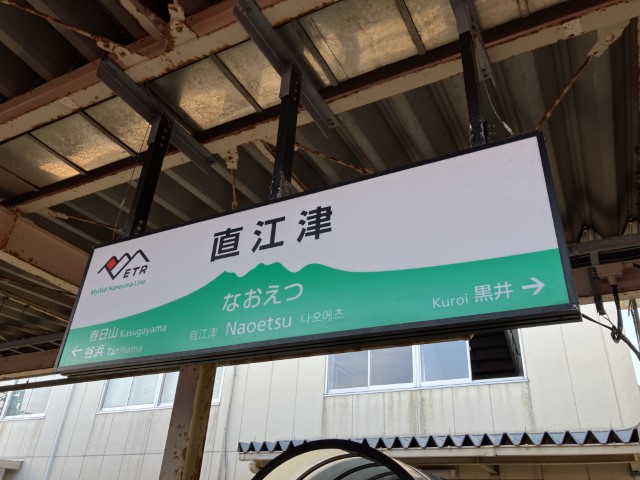 直江津
ETR
Myōkō Haneuma Line
なおえつ
春日山 Kasugayama
← 谷浜 Tanihama
直江津 Naoetsu 나오에츠
Kuroi 黒井 →